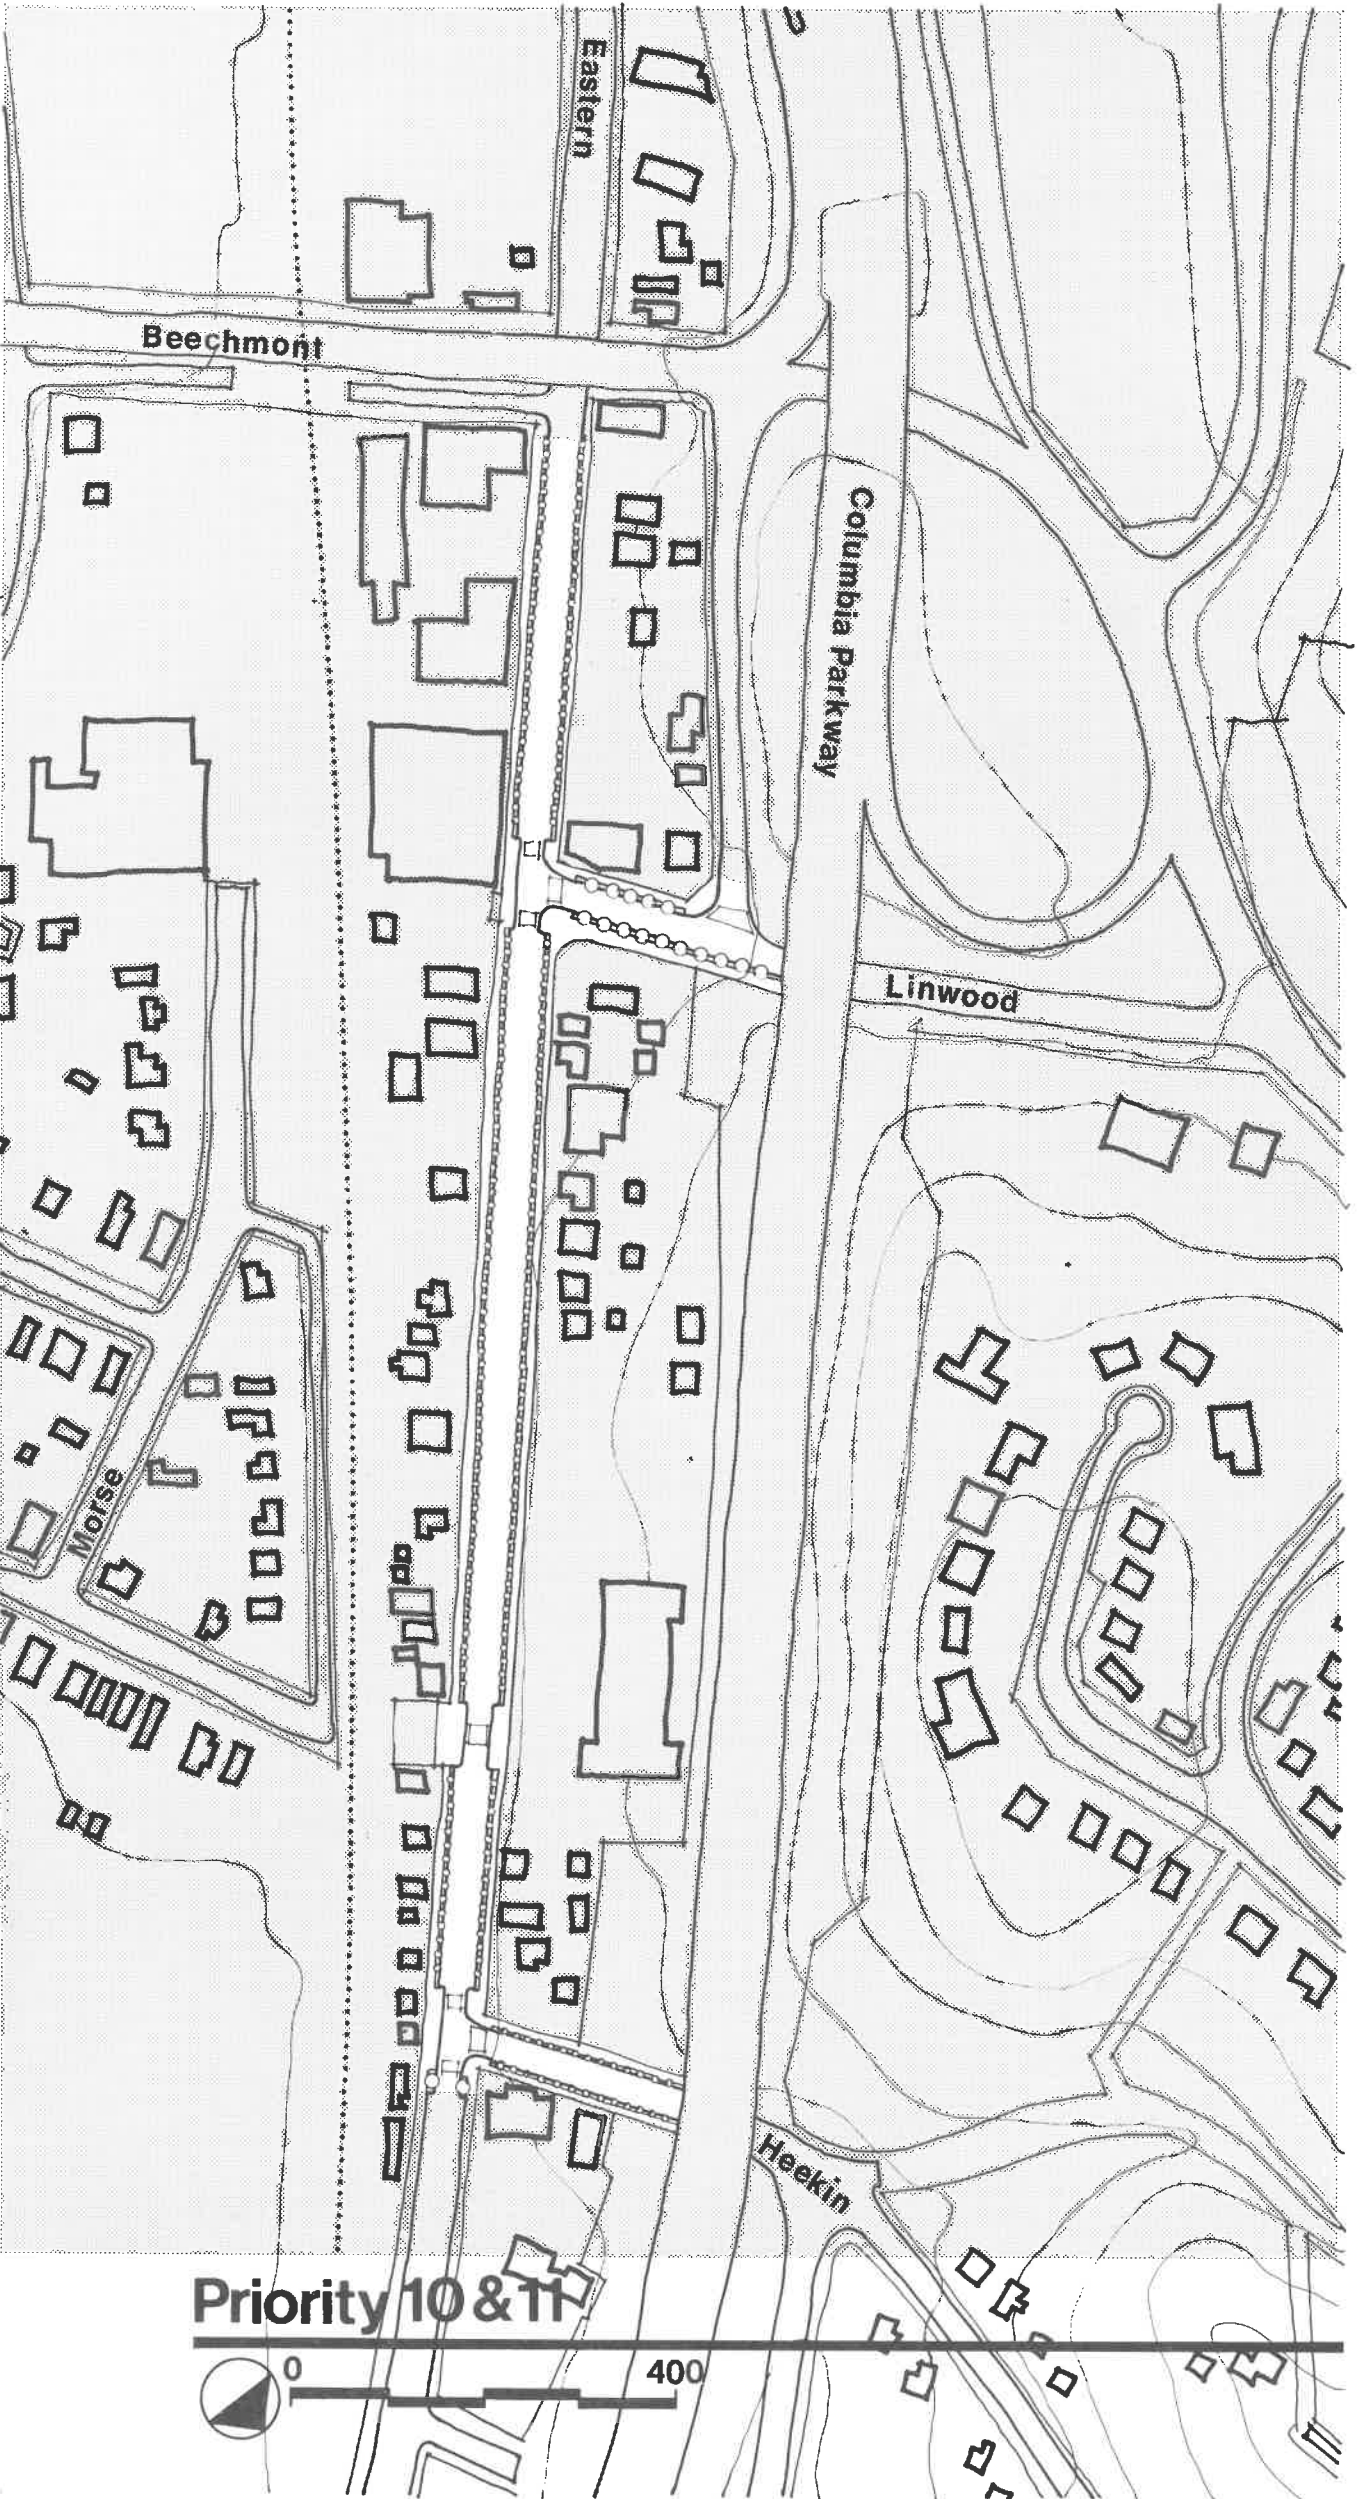 Eastern
Beechmont
Columbia Parkway
Linwood
Morse
Heekin
Priority 10 & 11
0
400